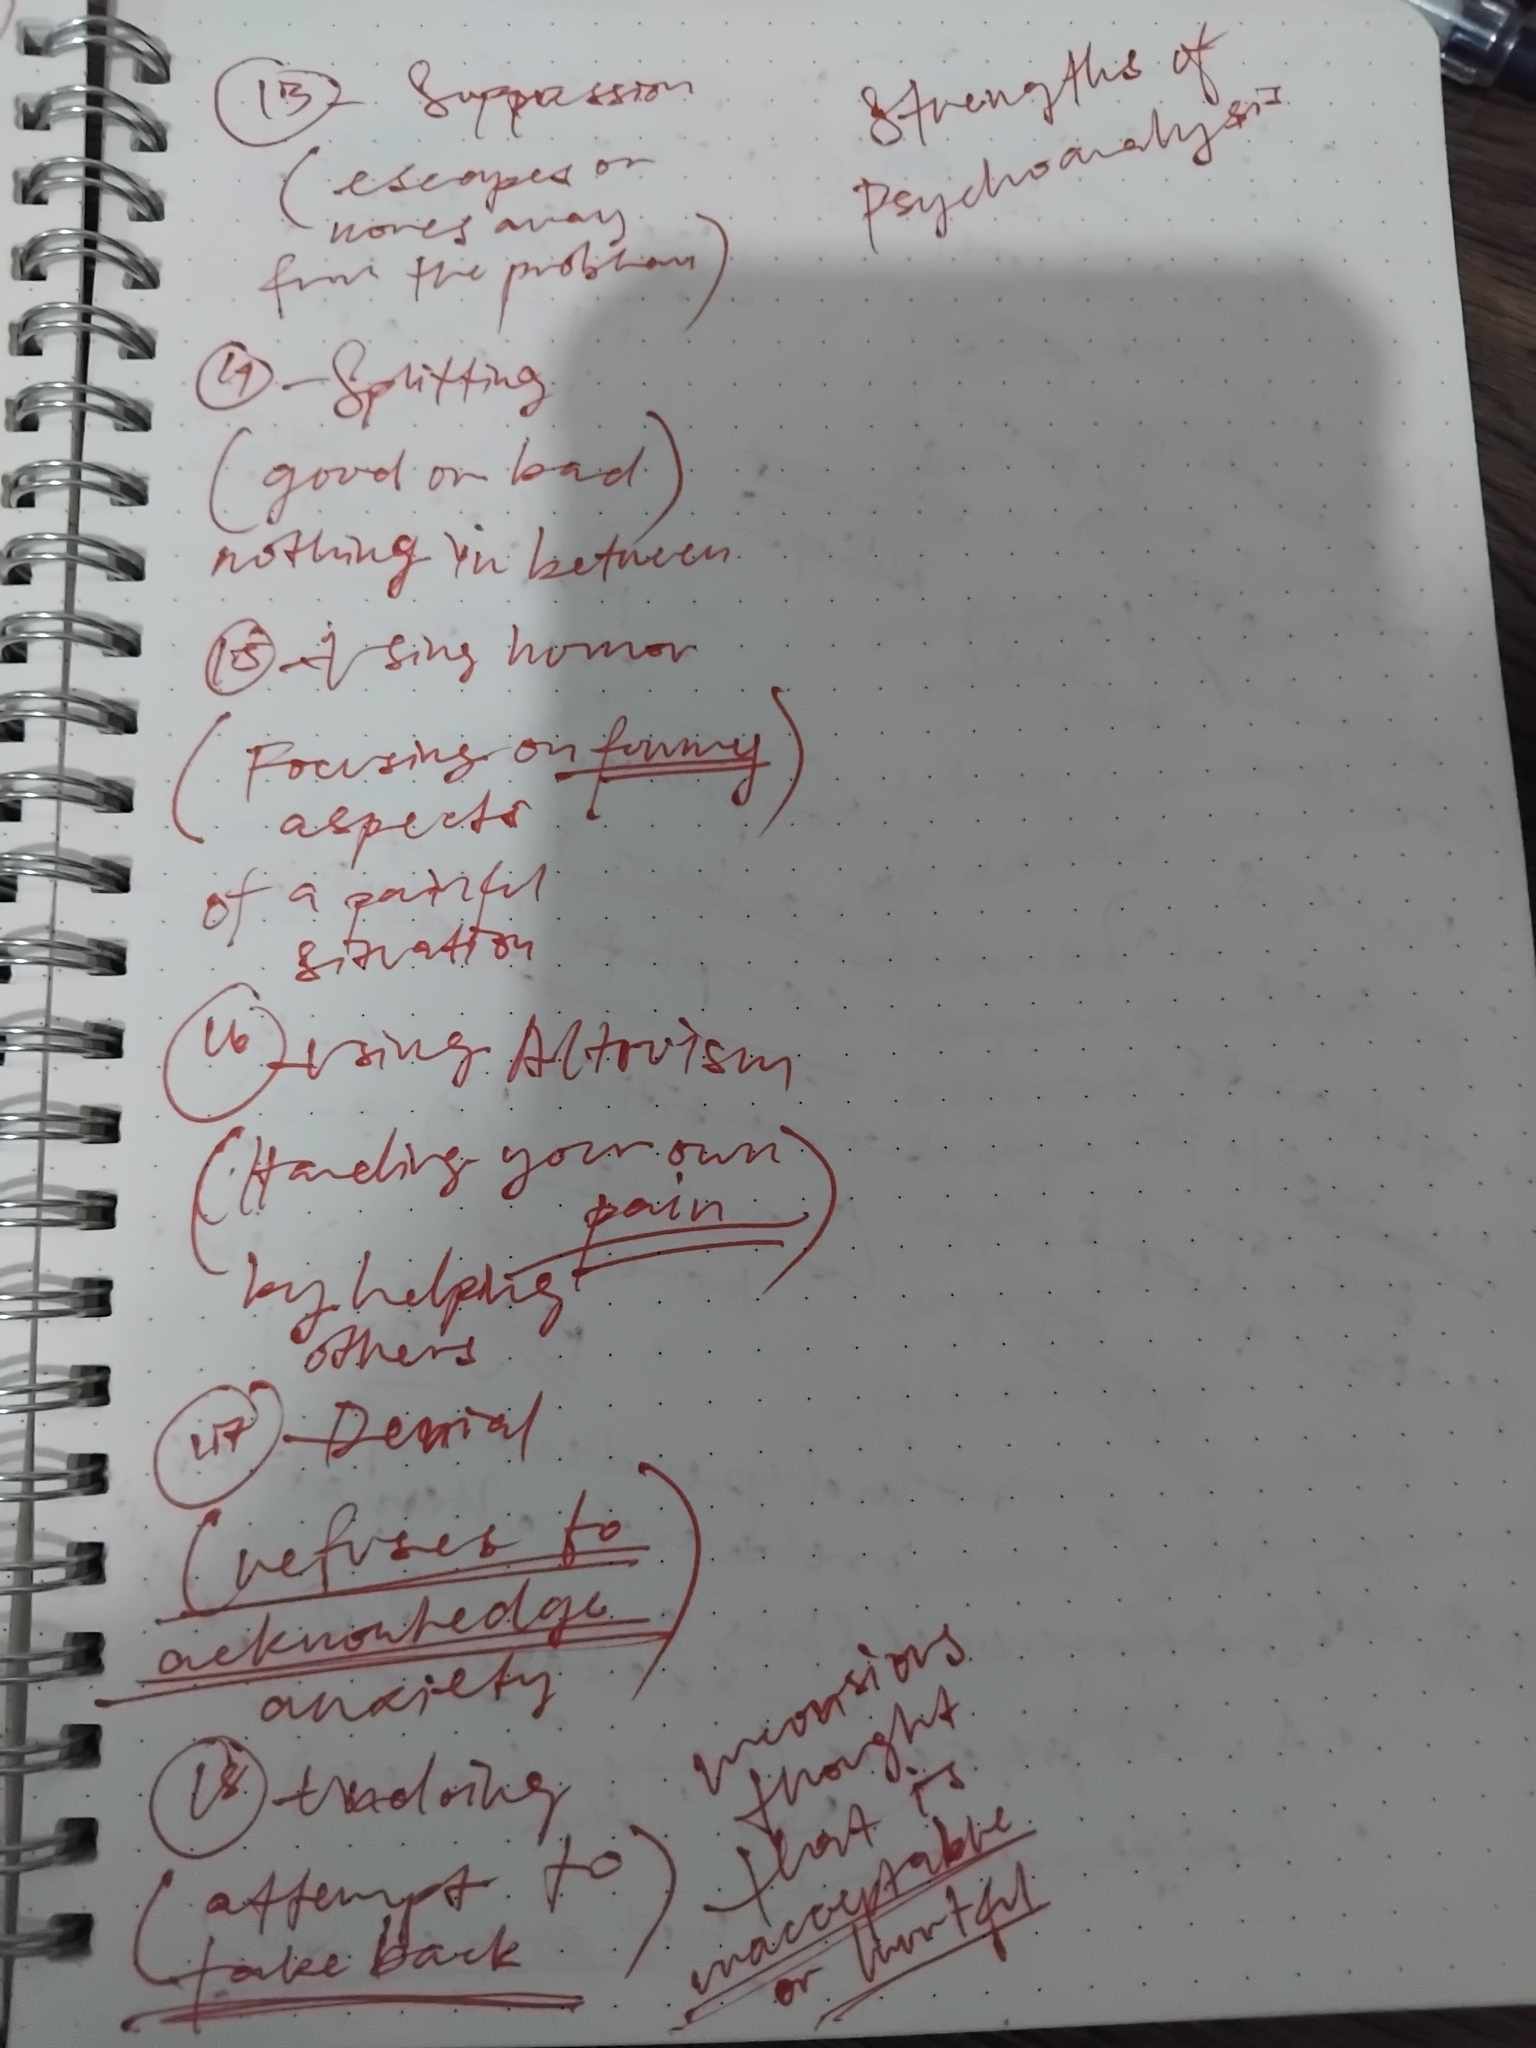 13- Suppression
(escapes or
moves away
from the problem)
14 - Splitting
(good or bad)
nothing in between
15 - Using humor
(Focusing on funny)
aspects
of a painful
situation
16 - using Altruism
(Handling your own
pain)
by helping
others
17 - Denial
(refuses to
acknowledge)
anxiety
18 - undoing
(attempt to
take back)
thought
that is
unacceptable
or hurtful
Strengths of
Psychoanalysis